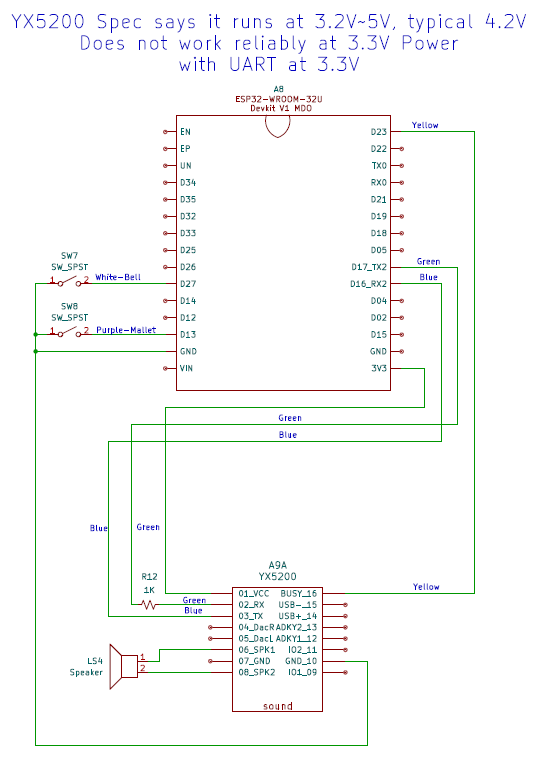 YX5200 Spec says it runs at 3.2V~5V, typical 4.2V
Does not work reliably at 3.3V Power
with UART at 3.3V
A8
ESP32-WROOM-32U
Devkit V1 MDO
EN
EP
UN
D34
D35
D32
D33
D25
D26
D27
D14
D12
D13
GND
VIN
D23
D22
TX0
RX0
D21
D19
D18
D05
D17_TX2
D16_RX2
D04
D02
D15
GND
3V3
Yellow
Green
Blue
SW7
SW_SPST
1
2
White-Bell
SW8
SW_SPST
1
2
Purple-Mallet
Green
Blue
Blue
Green
R12
1K
Green
Blue
A9A
YX5200
01_VCC
02_RX
03_TX
04_DacR
05_DacL
06_SPK1
07_GND
08_SPK2
BUSY_16
USB-_15
USB+_14
ADKY2_13
ADKY1_12
IO2_11
GND_10
IO1_09
sound
Yellow
LS4
Speaker
1
2